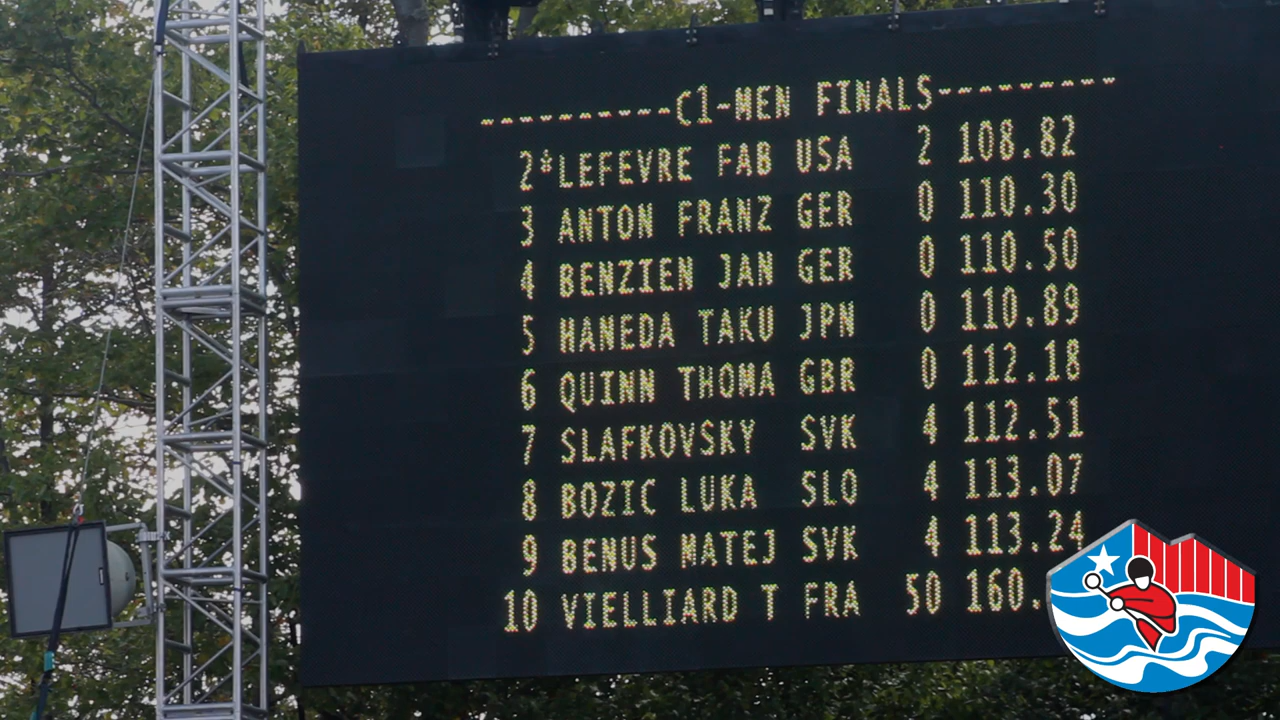 ---------C1-MEN FINALS---------
2*LEFEVRE FAB USA 2 108.82
3 ANTON FRANZ GER 0 110.30
4 BENZIEN JAN GER 0 110.50
5 HANEDA TAKU JPN 0 110.89
6 QUINN THOMA GBR 0 112.18
7 SLAFKOVSKY SVK 4 112.51
8 BOZIC LUKA SLO 4 113.07
9 BENUS MATEJ SVK 4 113.24
10 VIELLIARD T FRA 50 160.